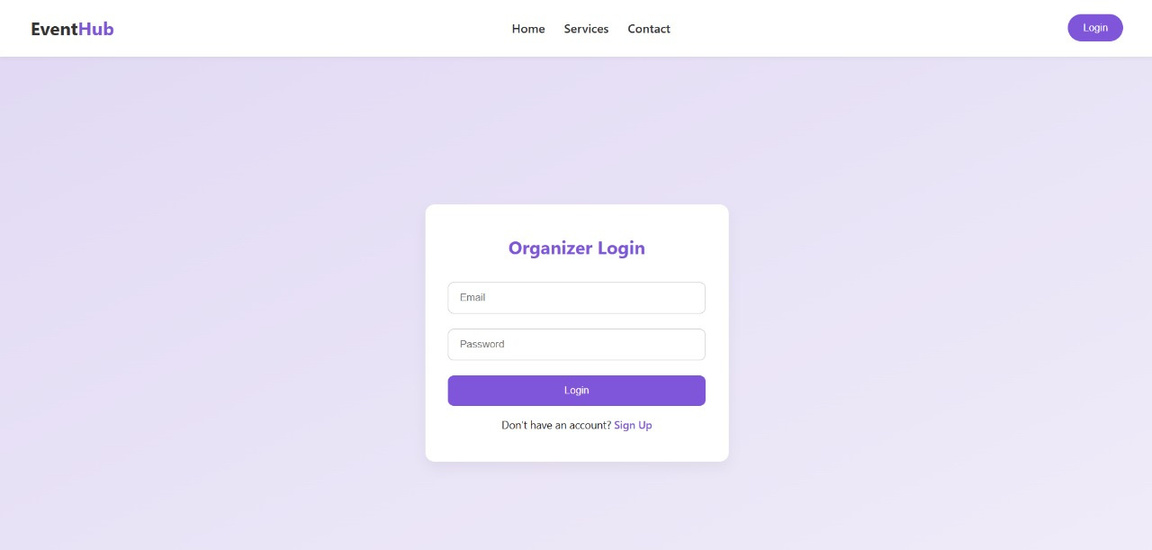 EventHub
Home Services Contact
Login
Organizer Login
Email
Password
Login
Don't have an account? Sign Up